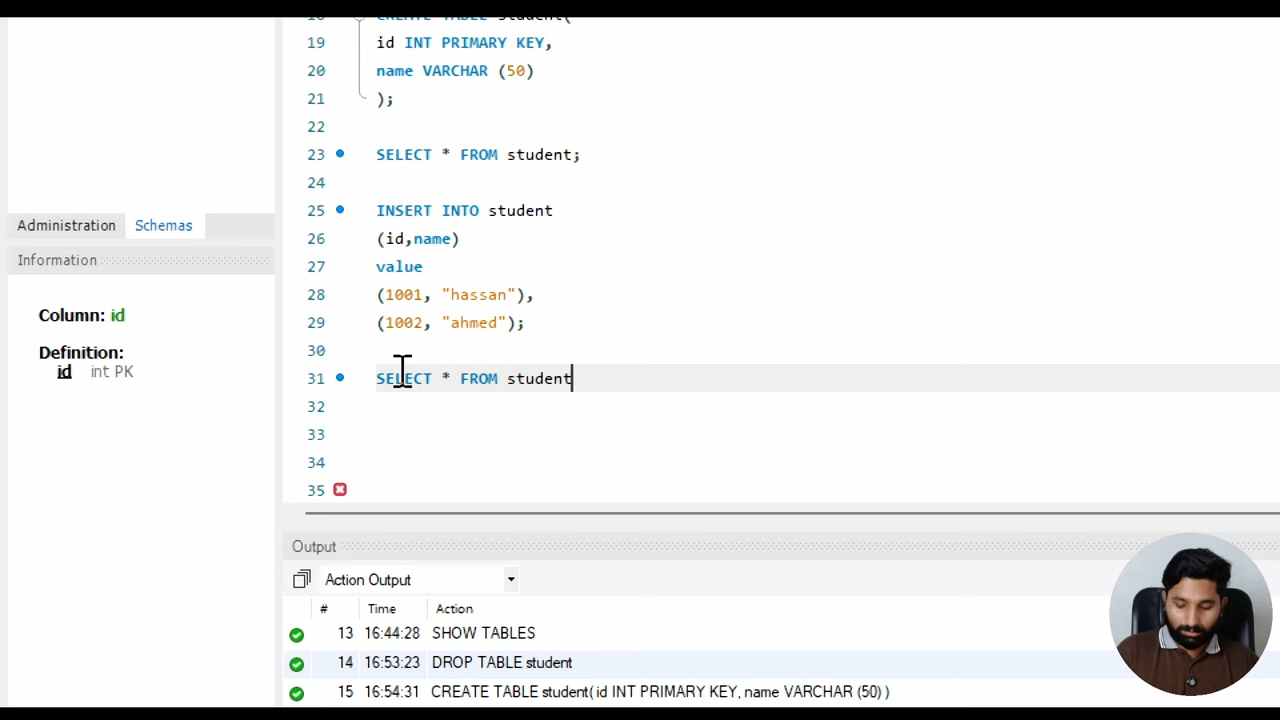 18 CREATE TABLE student(
19 id INT PRIMARY KEY,
20 name VARCHAR (50)
21 );
22
23 SELECT * FROM student;
24
25 INSERT INTO student
26 (id,name)
27 value
28 (1001, "hassan"),
29 (1002, "ahmed");
30
31 SELECT * FROM student
32
33
34
35
Administration Schemas
Information
Column: id
Definition:
id int PK
Output
Action Output
# Time Action
13 16:44:28 SHOW TABLES
14 16:53:23 DROP TABLE student
15 16:54:31 CREATE TABLE student( id INT PRIMARY KEY, name VARCHAR (50) )